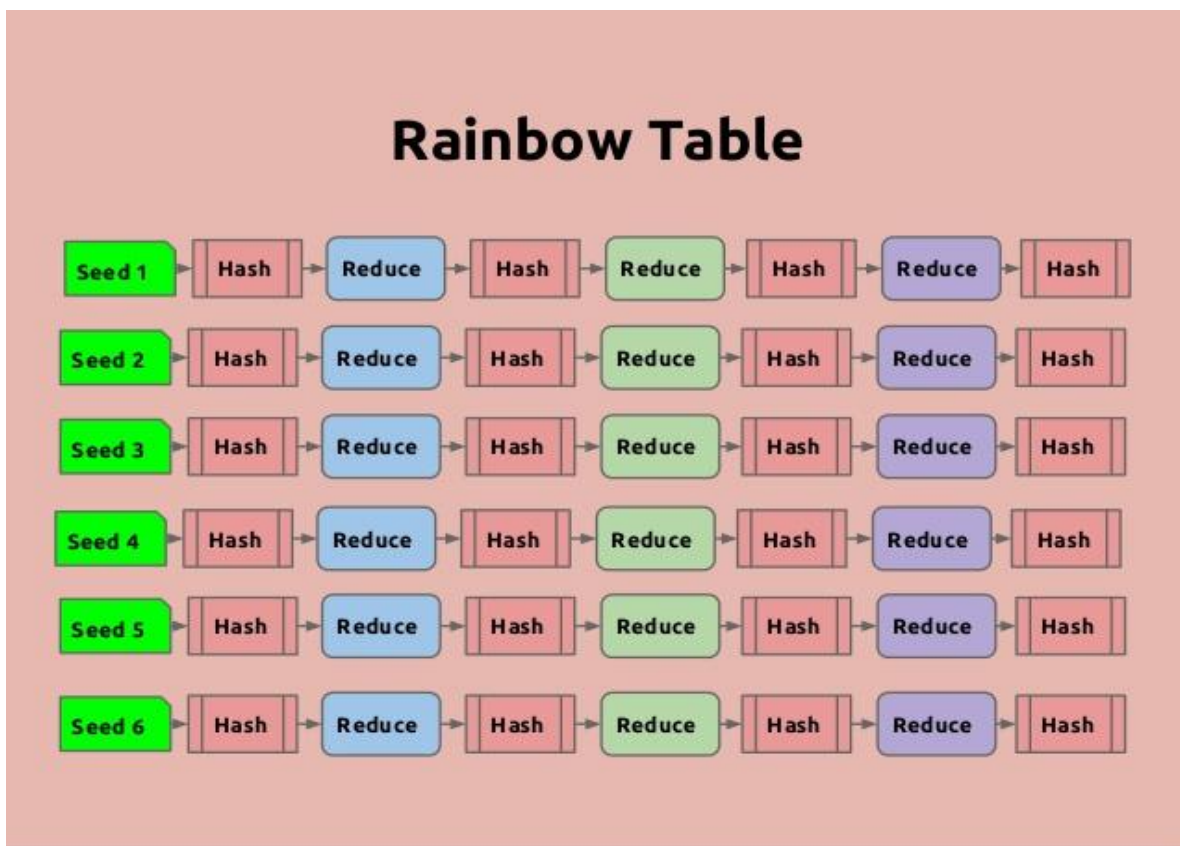 Rainbow Table
Seed 1 Hash Reduce Hash Reduce Hash Reduce Hash
Seed 2 Hash Reduce Hash Reduce Hash Reduce Hash
Seed 3 Hash Reduce Hash Reduce Hash Reduce Hash
Seed 4 Hash Reduce Hash Reduce Hash Reduce Hash
Seed 5 Hash Reduce Hash Reduce Hash Reduce Hash
Seed 6 Hash Reduce Hash Reduce Hash Reduce Hash